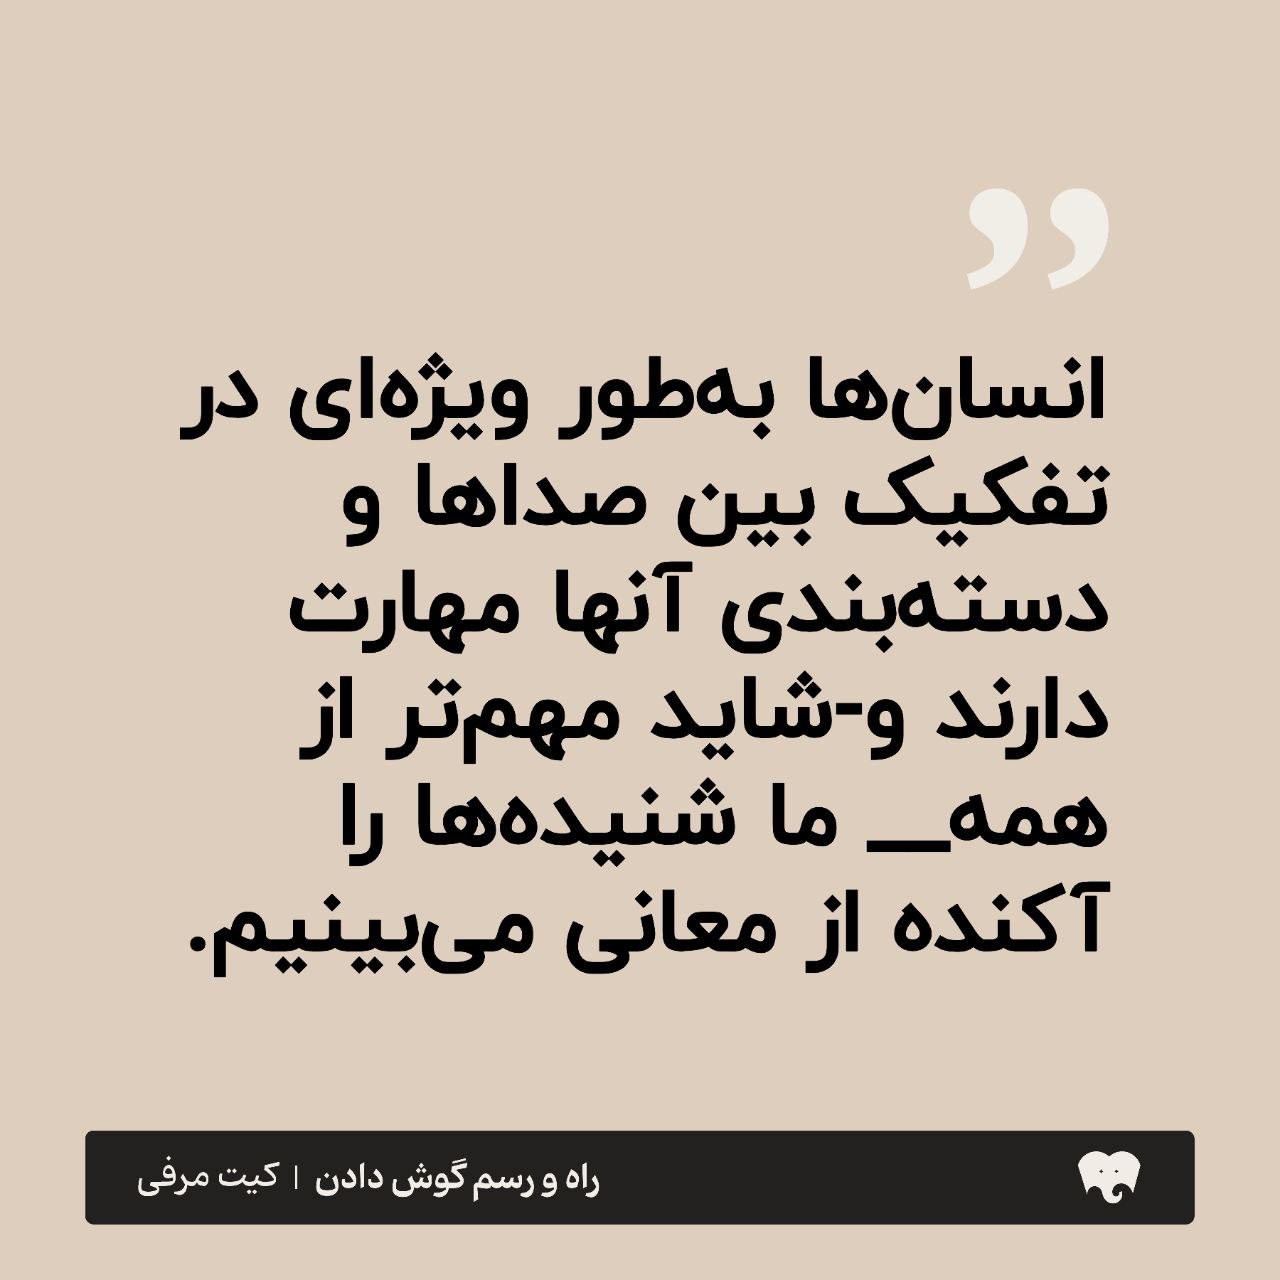 ”
انسان‌ها به‌طور ویژه‌ای در
تفکیک بین صداها و
دسته‌بندی آنها مهارت
دارند و-شاید مهم‌تر از
همه__ ما شنیده‌ها را
آکنده از معانی می‌بینیم.
راه و رسم گوش دادن | کیت مرفی